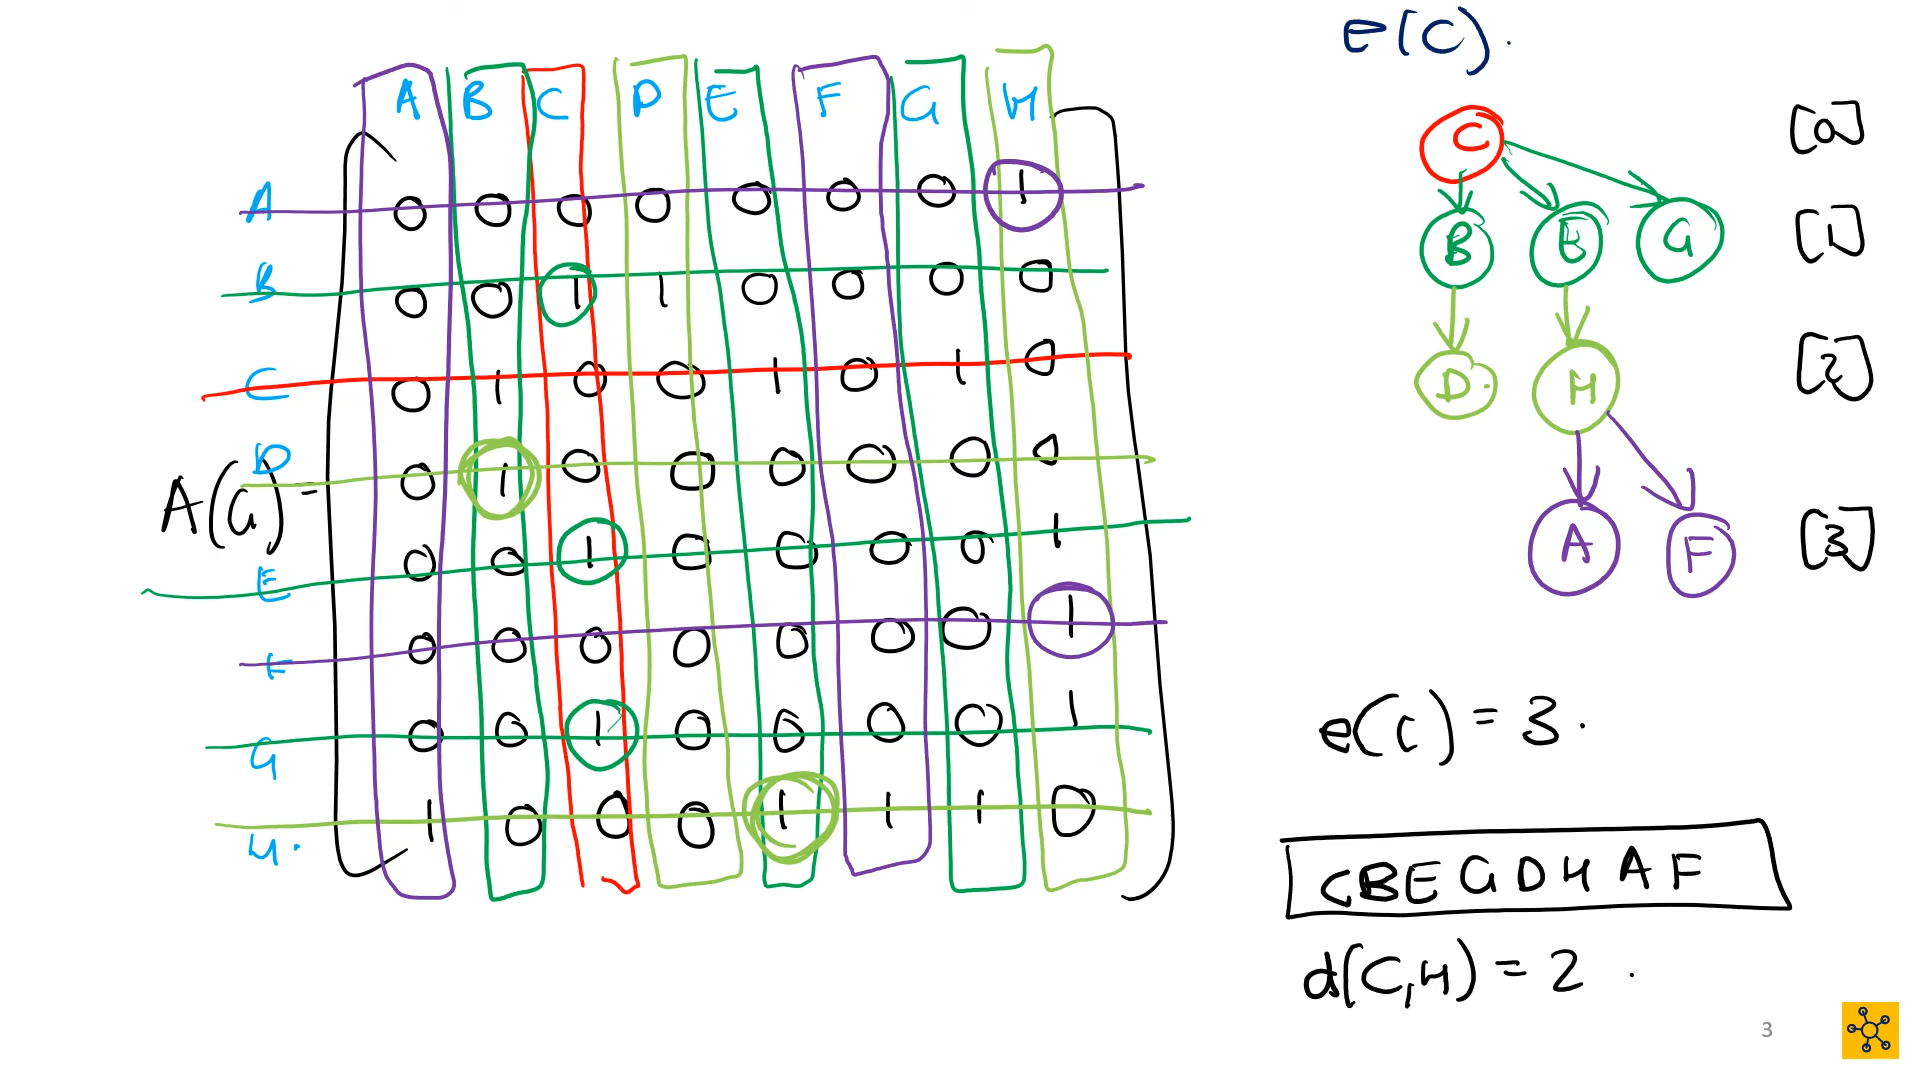 e(C).
A B C D E F G H
A 0 0 0 0 0 0 0 1
B 0 0 1 1 0 0 0 0
C 0 1 0 0 1 0 1 0
D 0 1 0 0 0 0 0 0
A(G) =
E 0 0 1 0 0 0 0 1
F 0 0 0 0 0 0 0 1
G 0 0 1 0 0 0 0 1
H. 1 0 0 0 1 1 1 0
C [0]
B E G [1]
D. H [2]
A F [3]
e(C) = 3.
CBEGDHAF
d(C,H) = 2.
3